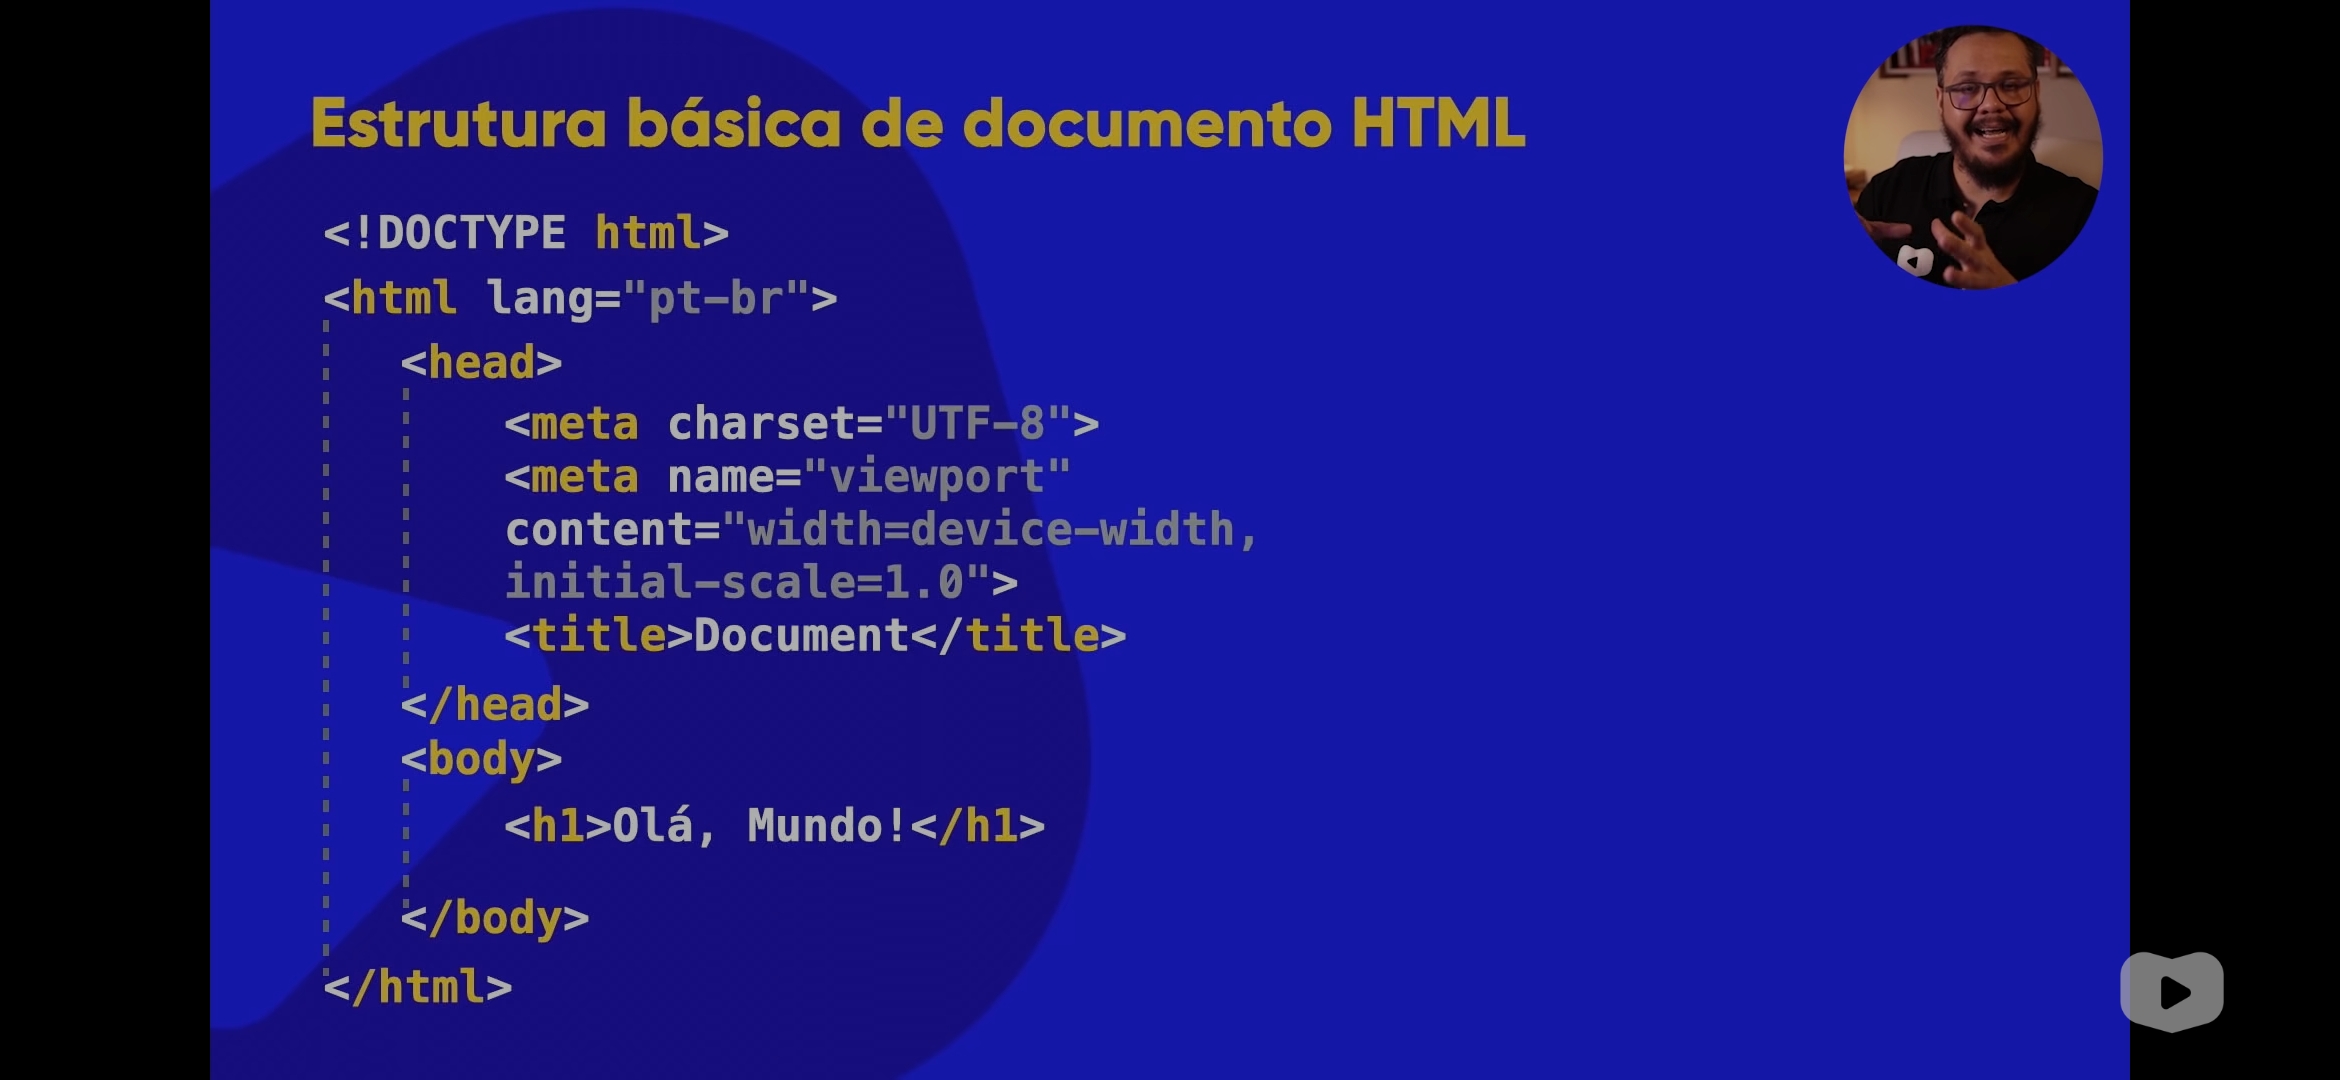 Estrutura básica de documento HTML
<!DOCTYPE html>
<html lang="pt-br">
<head>
<meta charset="UTF-8">
<meta name="viewport"
content="width=device-width,
initial-scale=1.0">
<title>Document</title>
</head>
<body>
<h1>Olá, Mundo!</h1>
</body>
</html>